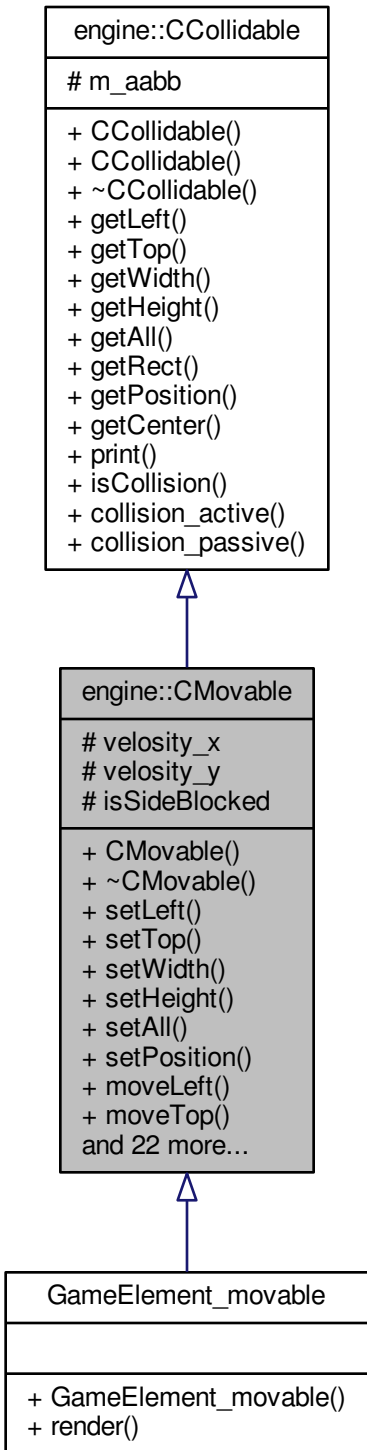 engine::CCollidable
# m_aabb
+ CCollidable()
+ CCollidable()
+ ~CCollidable()
+ getLeft()
+ getTop()
+ getWidth()
+ getHeight()
+ getAll()
+ getRect()
+ getPosition()
+ getCenter()
+ print()
+ isCollision()
+ collision_active()
+ collision_passive()
engine::CMovable
# velosity_x
# velosity_y
# isSideBlocked
+ CMovable()
+ ~CMovable()
+ setLeft()
+ setTop()
+ setWidth()
+ setHeight()
+ setAll()
+ setPosition()
+ moveLeft()
+ moveTop()
and 22 more...
GameElement_movable
+ GameElement_movable()
+ render()